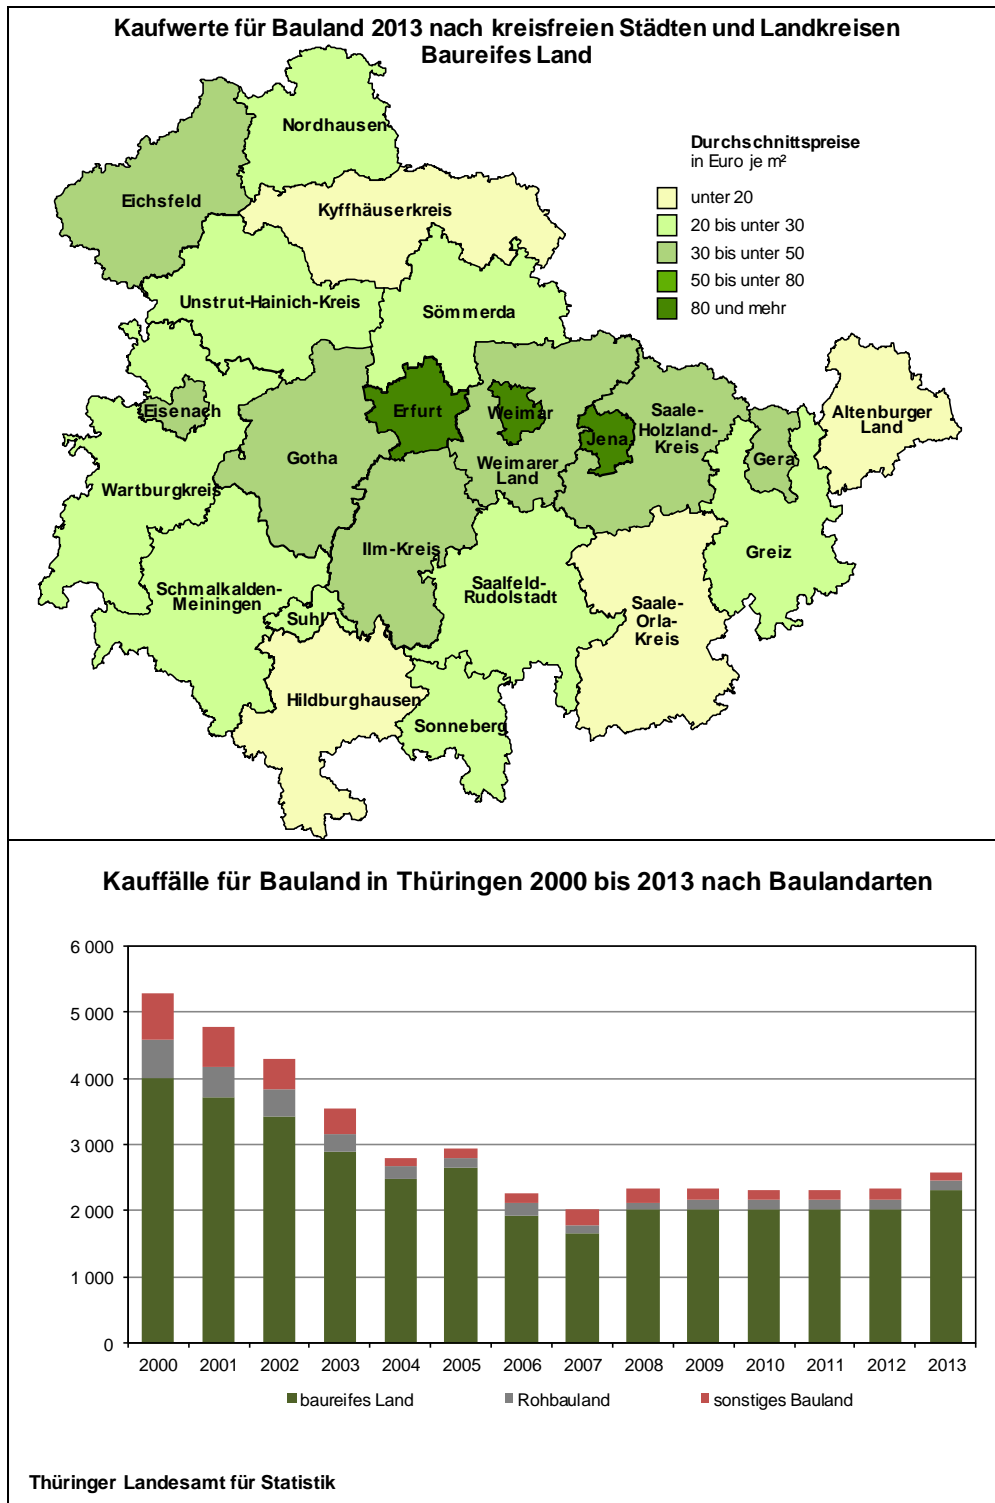 Kaufwerte für Bauland 2013 nach kreisfreien Städten und Landkreisen
Baureifes Land
Durchschnittspreise
in Euro je m²
unter 20
20 bis unter 30
30 bis unter 50
50 bis unter 80
80 und mehr
Nordhausen
Eichsfeld
Kyffhäuserkreis
Unstrut-Hainich-Kreis
Sömmerda
Eisenach
Erfurt
Weimar
Jena
Saale-
Holzland-
Kreis
Altenburger
Land
Gotha
Weimarer
Land
Gera
Wartburgkreis
Ilm-Kreis
Greiz
Schmalkalden-
Meiningen
Suhl
Saalfeld-
Rudolstadt
Saale-
Orla-
Kreis
Hildburghausen
Sonneberg
Kauffälle für Bauland in Thüringen 2000 bis 2013 nach Baulandarten
6 000
5 000
4 000
3 000
2 000
1 000
0
2000 2001 2002 2003 2004 2005 2006 2007 2008 2009 2010 2011 2012 2013
baureifes Land Rohbauland sonstiges Bauland
Thüringer Landesamt für Statistik